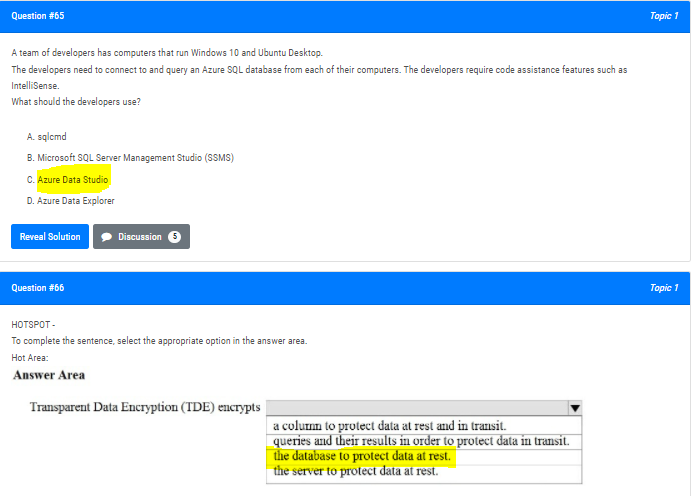 Question #65 Topic 1
A team of developers has computers that run Windows 10 and Ubuntu Desktop.
The developers need to connect to and query an Azure SQL database from each of their computers. The developers require code assistance features such as
IntelliSense.
What should the developers use?
A. sqlcmd
B. Microsoft SQL Server Management Studio (SSMS)
C. Azure Data Studio
D. Azure Data Explorer
Reveal Solution Discussion 5
Question #66 Topic 1
HOTSPOT -
To complete the sentence, select the appropriate option in the answer area.
Hot Area:
Answer Area
Transparent Data Encryption (TDE) encrypts
a column to protect data at rest and in transit.
queries and their results in order to protect data in transit.
the database to protect data at rest.
the server to protect data at rest.